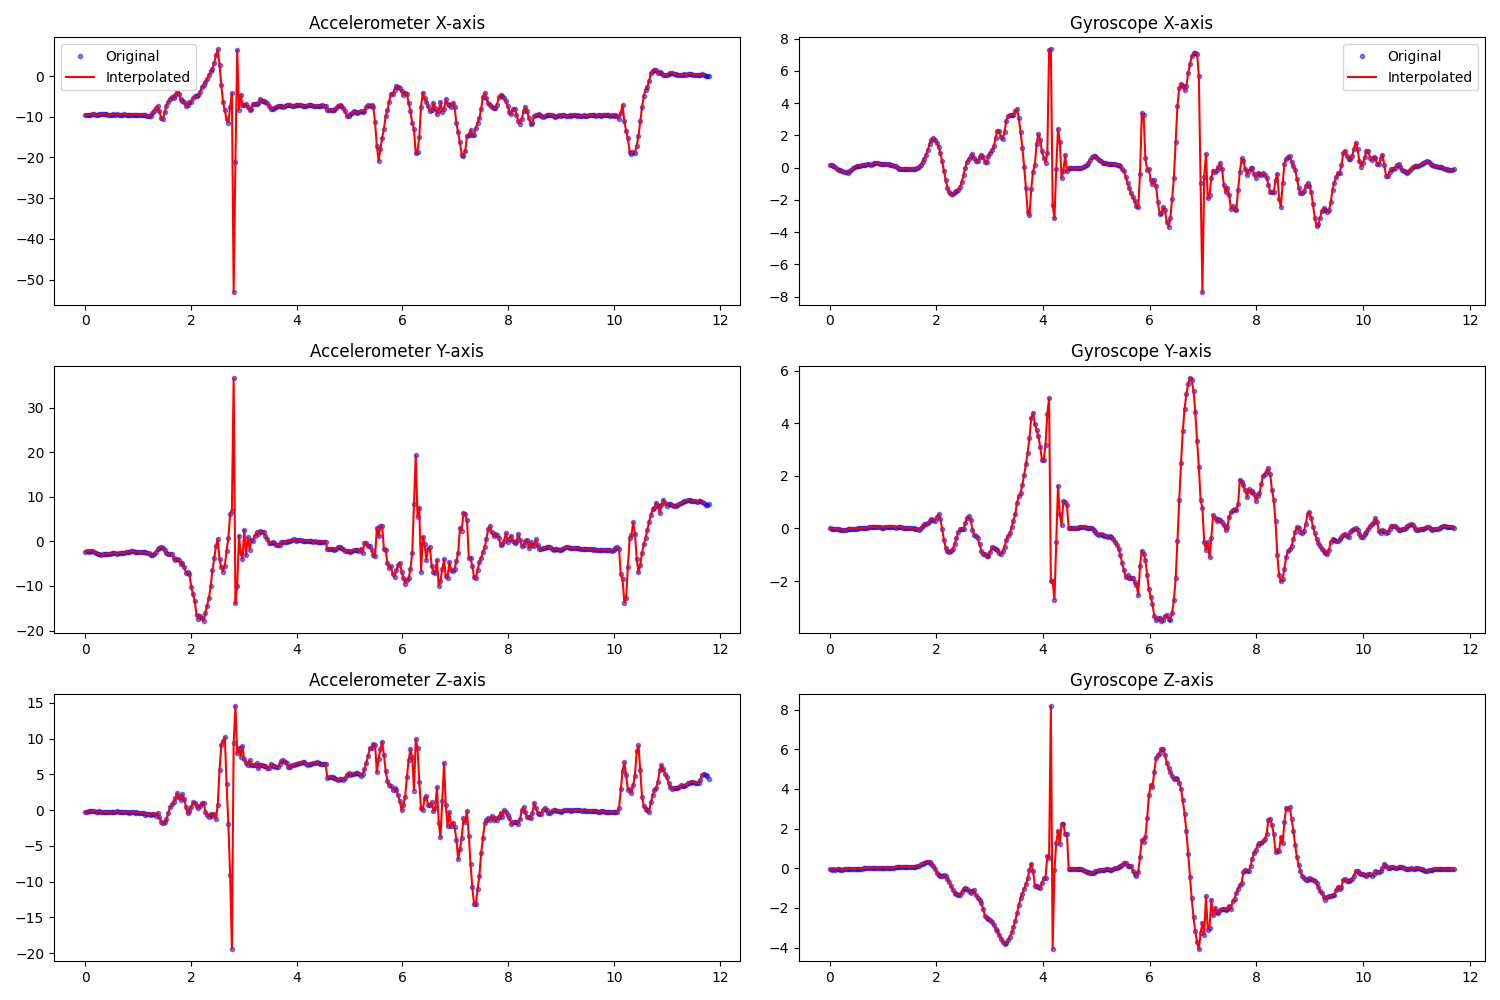 Accelerometer X-axis
Original
Interpolated
0
−10
−20
−30
−40
−50
0 2 4 6 8 10 12
Gyroscope X-axis
Original
Interpolated
8
6
4
2
0
−2
−4
−6
−8
0 2 4 6 8 10 12
Accelerometer Y-axis
30
20
10
0
−10
−20
0 2 4 6 8 10 12
Gyroscope Y-axis
6
4
2
0
−2
0 2 4 6 8 10 12
Accelerometer Z-axis
15
10
5
0
−5
−10
−15
−20
0 2 4 6 8 10 12
Gyroscope Z-axis
8
6
4
2
0
−2
−4
0 2 4 6 8 10 12